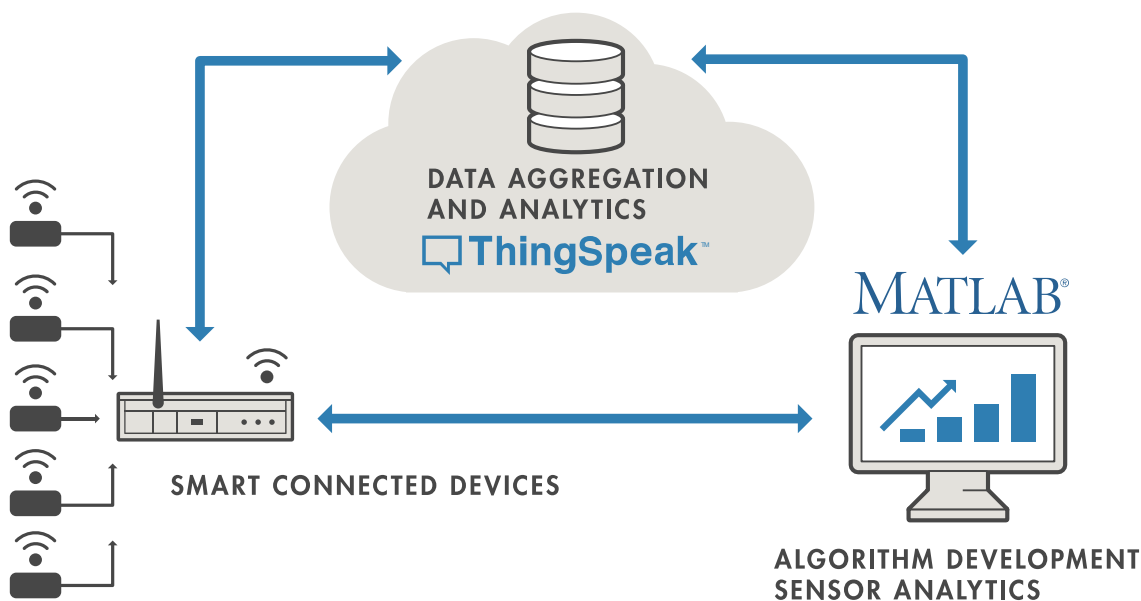 DATA AGGREGATION
AND ANALYTICS
ThingSpeak™
MATLAB®
SMART CONNECTED DEVICES
ALGORITHM DEVELOPMENT
SENSOR ANALYTICS